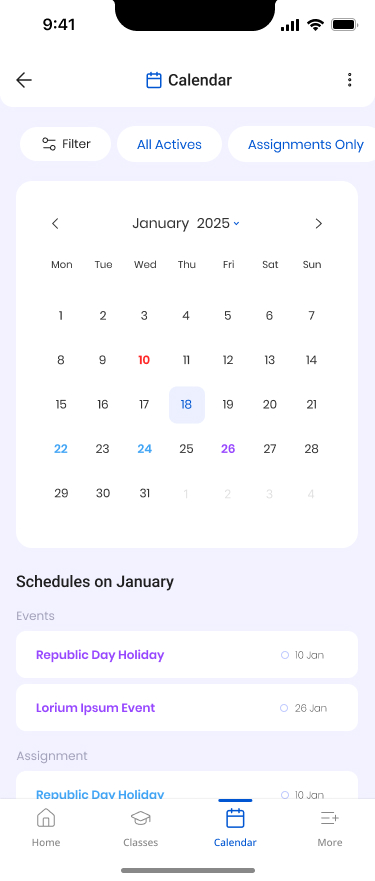 9:41
Calendar
Filter
All Actives
Assignments Only
January 2025
Mon Tue Wed Thu Fri Sat Sun
1 2 3 4 5 6 7
8 9 10 11 12 13 14
15 16 17 18 19 20 21
22 23 24 25 26 27 28
29 30 31 1 2 3 4
Schedules on January
Events
Republic Day Holiday 10 Jan
Lorium Ipsum Event 26 Jan
Assignment
Republic Day Holiday 10 Jan
Home Classes Calendar More